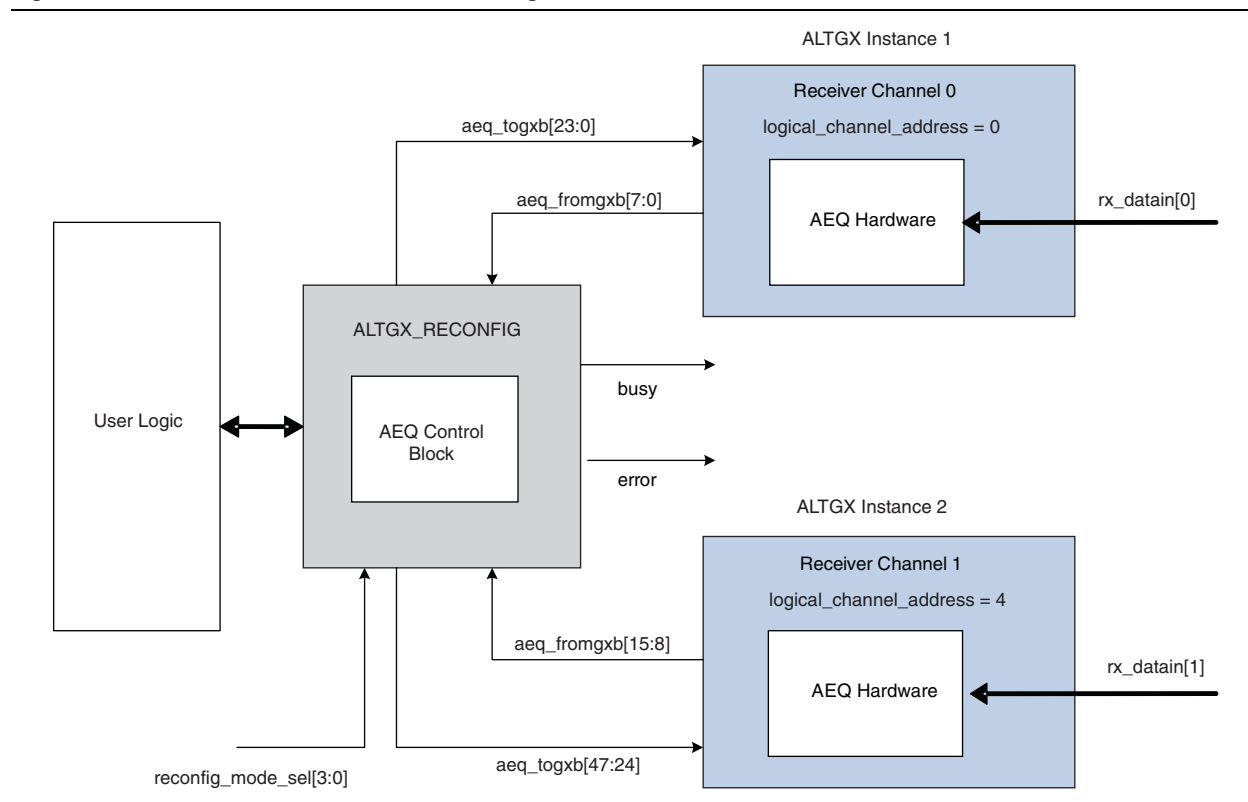 ALTGX Instance 1
Receiver Channel 0
logical_channel_address = 0
aeq_togxb[23:0]
aeq_fromgxb[7:0]
AEQ Hardware
rx_datain[0]
ALTGX_RECONFIG
busy
User Logic
AEQ Control
Block
error
ALTGX Instance 2
Receiver Channel 1
logical_channel_address = 4
aeq_fromgxb[15:8]
AEQ Hardware
rx_datain[1]
aeq_togxb[47:24]
reconfig_mode_sel[3:0]